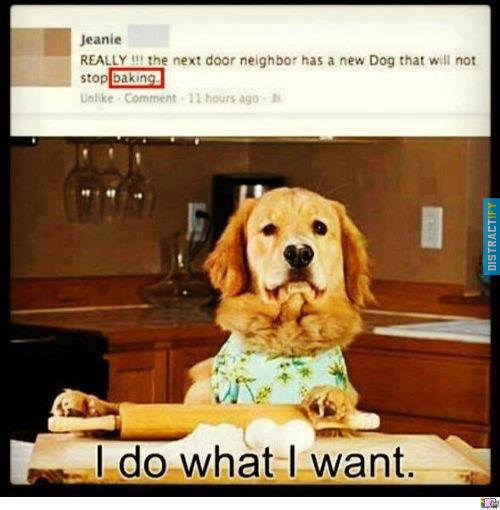 Jeanie
REALLY !!! the next door neighbor has a new Dog that will not
stop baking.
Unlike · Comment · 11 hours ago ·
I do what I want.
DISTRACTIFY